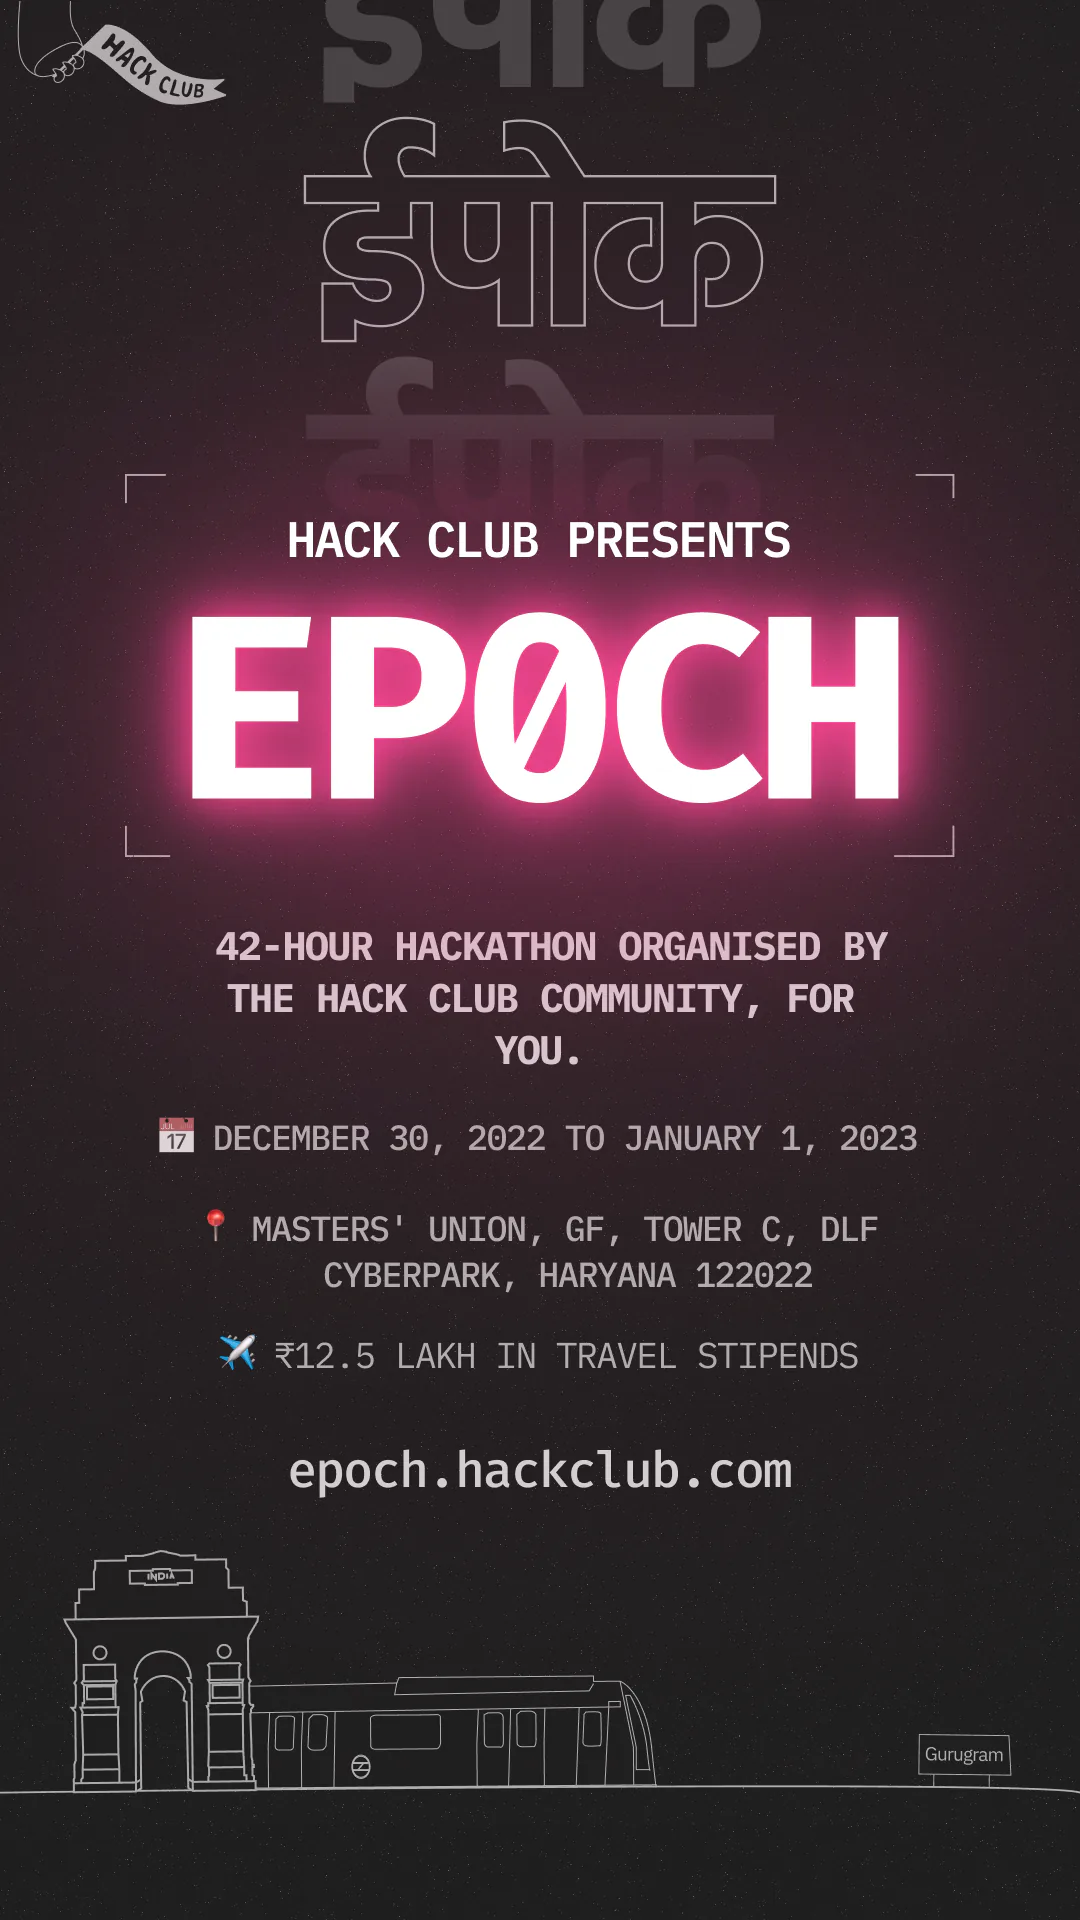 ईपोक
HACK CLUB
ईपोक
ईपोक
HACK CLUB PRESENTS
EP0CH
42-HOUR HACKATHON ORGANISED BY
THE HACK CLUB COMMUNITY, FOR
YOU.
JUL
17
DECEMBER 30, 2022 TO JANUARY 1, 2023
MASTERS' UNION, GF, TOWER C, DLF
CYBERPARK, HARYANA 122022
₹12.5 LAKH IN TRAVEL STIPENDS
epoch.hackclub.com
INDIA
Gurugram